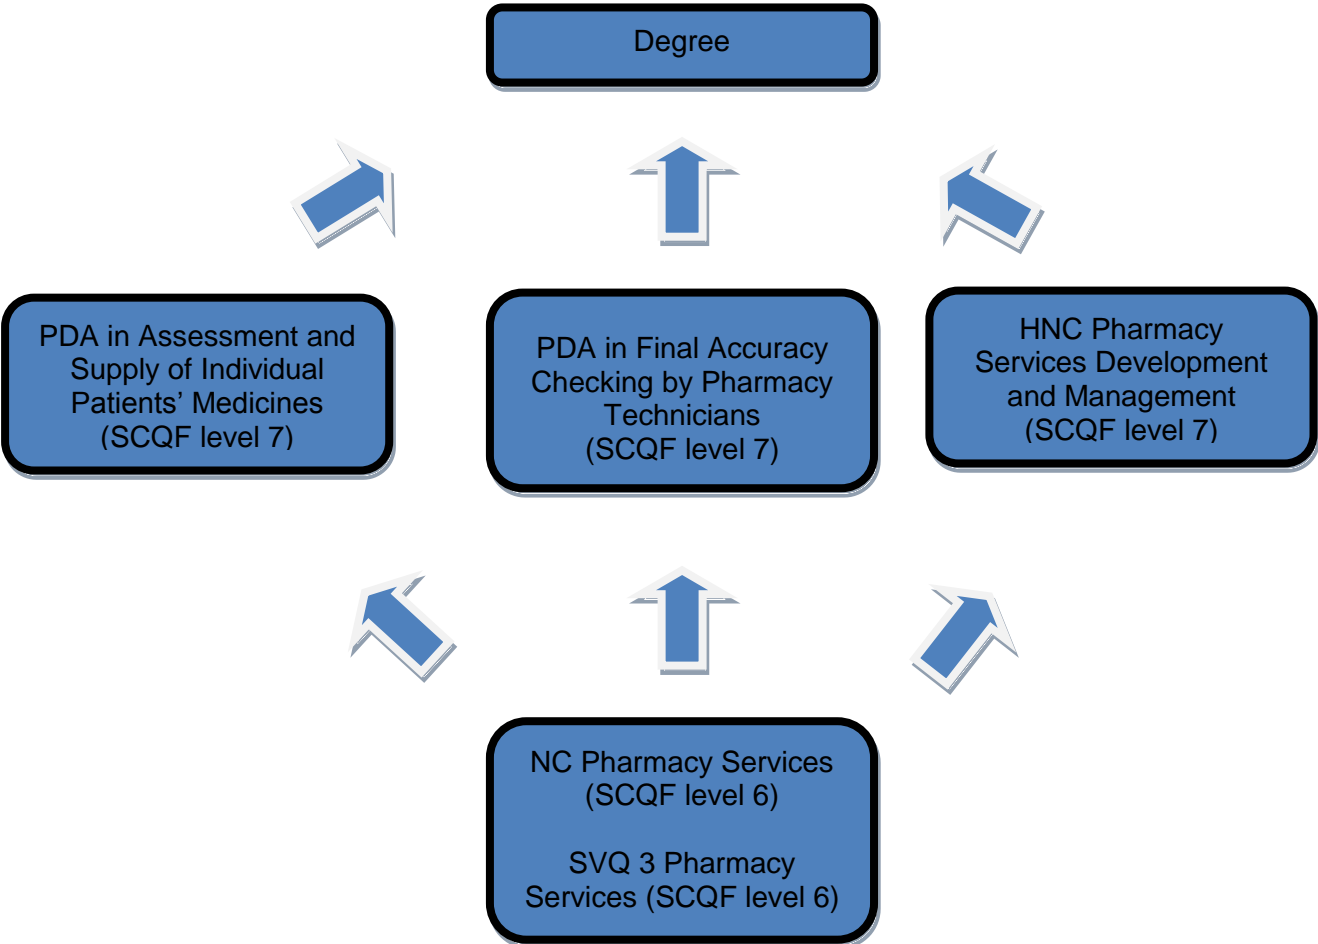 Degree
PDA in Assessment and
Supply of Individual
Patients’ Medicines
(SCQF level 7)
PDA in Final Accuracy
Checking by Pharmacy
Technicians
(SCQF level 7)
HNC Pharmacy
Services Development
and Management
(SCQF level 7)
NC Pharmacy Services
(SCQF level 6)
SVQ 3 Pharmacy
Services (SCQF level 6)